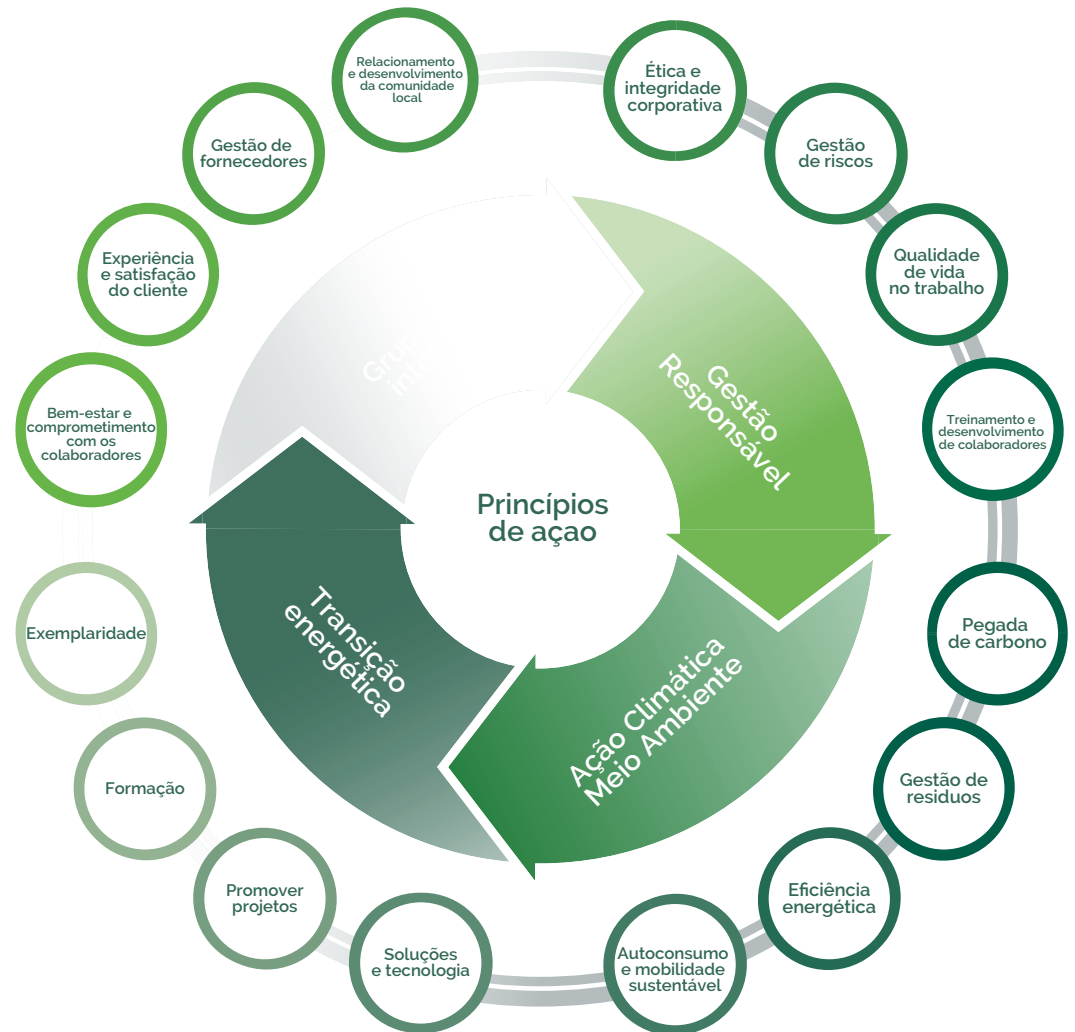 Relacionamento
e desenvolvimento
da comunidade
local
Ética e
integridade
corporativa
Gestão de
fornecedores
Gestão
de riscos
Experiência
e satisfação
do cliente
Qualidade
de vida
no trabalho
Bem-estar e
comprometimento
com os
colaboradores
Treinamento e
desenvolvimento
de colaboradores
Gestão
Responsável
Princípios
de açao
Transição
energética
Ação Climática
Meio Ambiente
Exemplaridade
Pegada
de carbono
Formação
Gestão de
residuos
Promover
projetos
Eficiência
energética
Soluções
e tecnologia
Autoconsumo
e mobilidade
sustentável